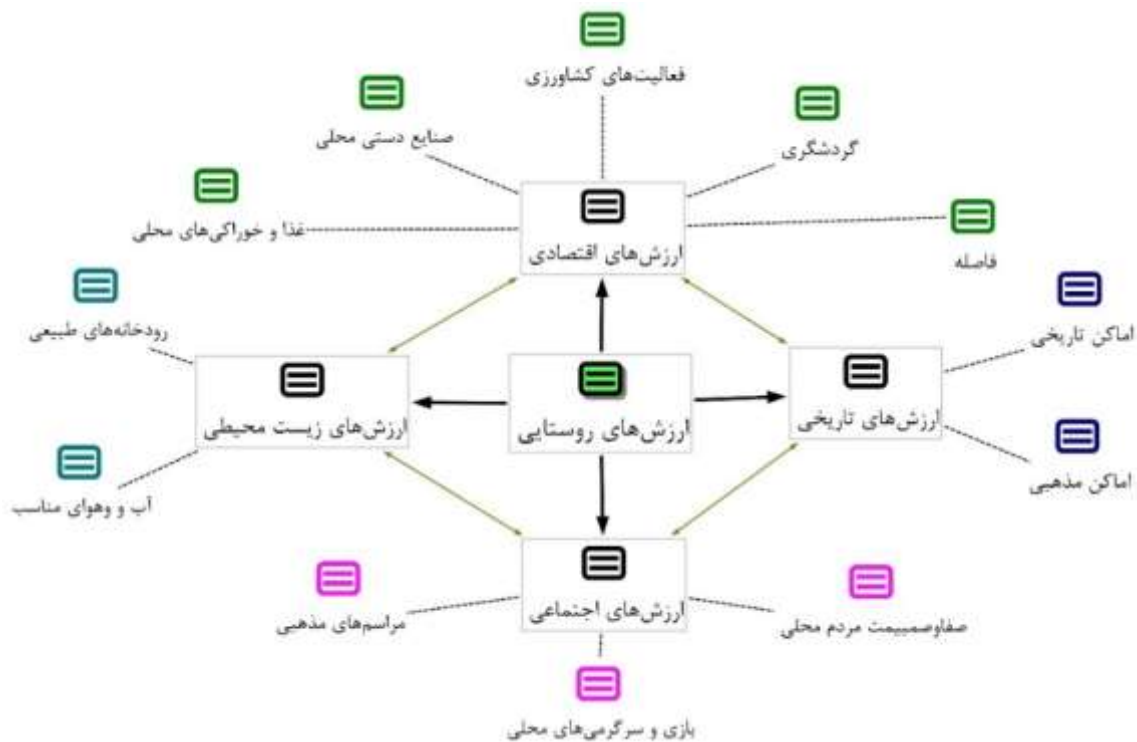 فعالیت‌های کشاورزی
گردشگری
صنایع دستی محلی
غذا و خوراکی‌های محلی
ارزش‌های اقتصادی
فاصله
اماکن تاریخی
رودخانه‌های طبیعی
ارزش‌های تاریخی
ارزش‌های روستایی
ارزش‌های زیست محیطی
اماکن مذهبی
آب و وهوای مناسب
ارزش‌های اجتماعی
صفاوصمییمت مردم محلی
مراسم‌های مذهبی
بازی و سرگرمی‌های محلی